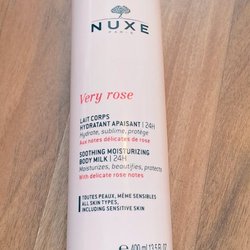 NUXE
PARIS
Very rose
LAIT CORPS
HYDRATANT APAISANT | 24H
Hydrate, sublime, protège
Aux notes délicates de rose
SOOTHING MOISTURIZING
BODY MILK | 24H
Moisturizes, beautifies, protects
With delicate rose notes
TOUTES PEAUX, MÊME SENSIBLES
ALL SKIN TYPES,
INCLUDING SENSITIVE SKIN
400 ml 13.5 FL.